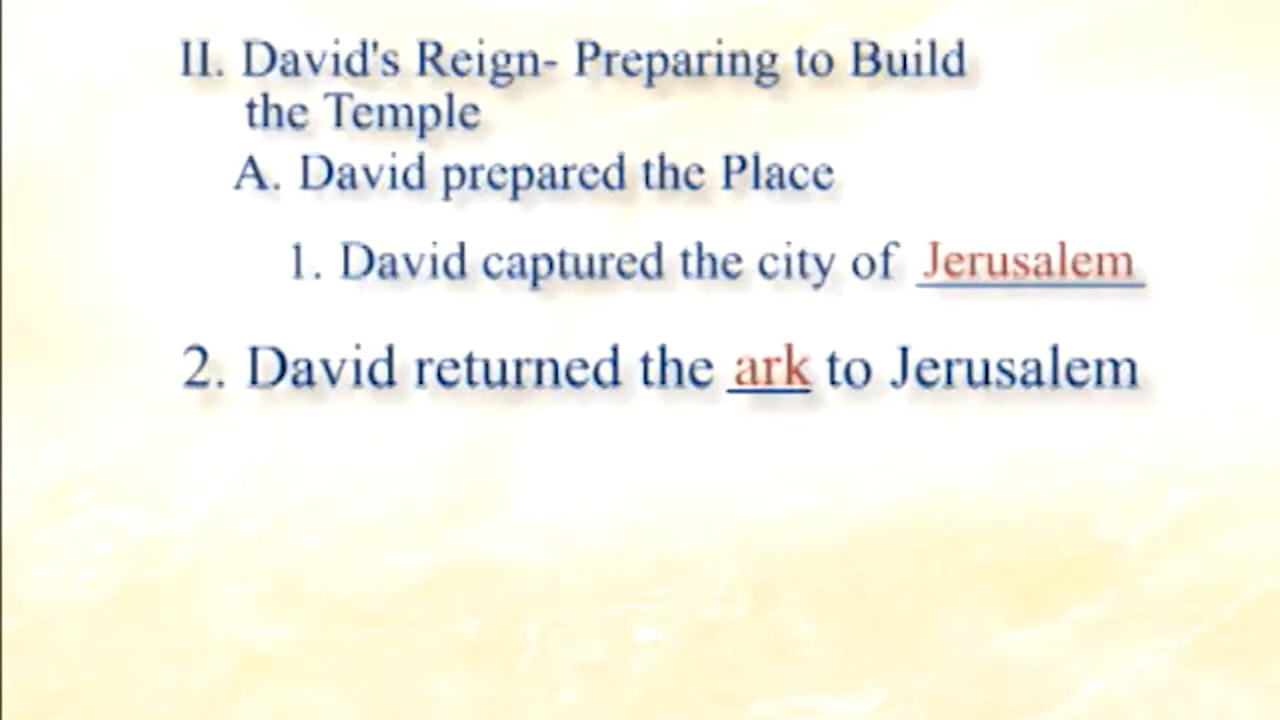 II. David's Reign- Preparing to Build
the Temple
A. David prepared the Place
1. David captured the city of Jerusalem
2. David returned the ark to Jerusalem